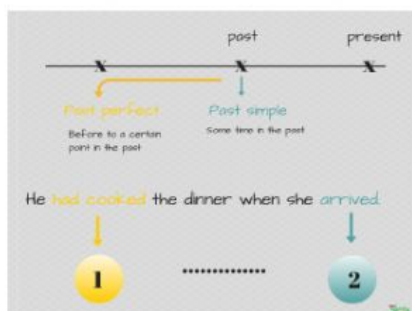 past present
x x x
Past perfect Past simple
Before to a certain Some time in the past
point in the past
He had cooked the dinner when she arrived.
1 2